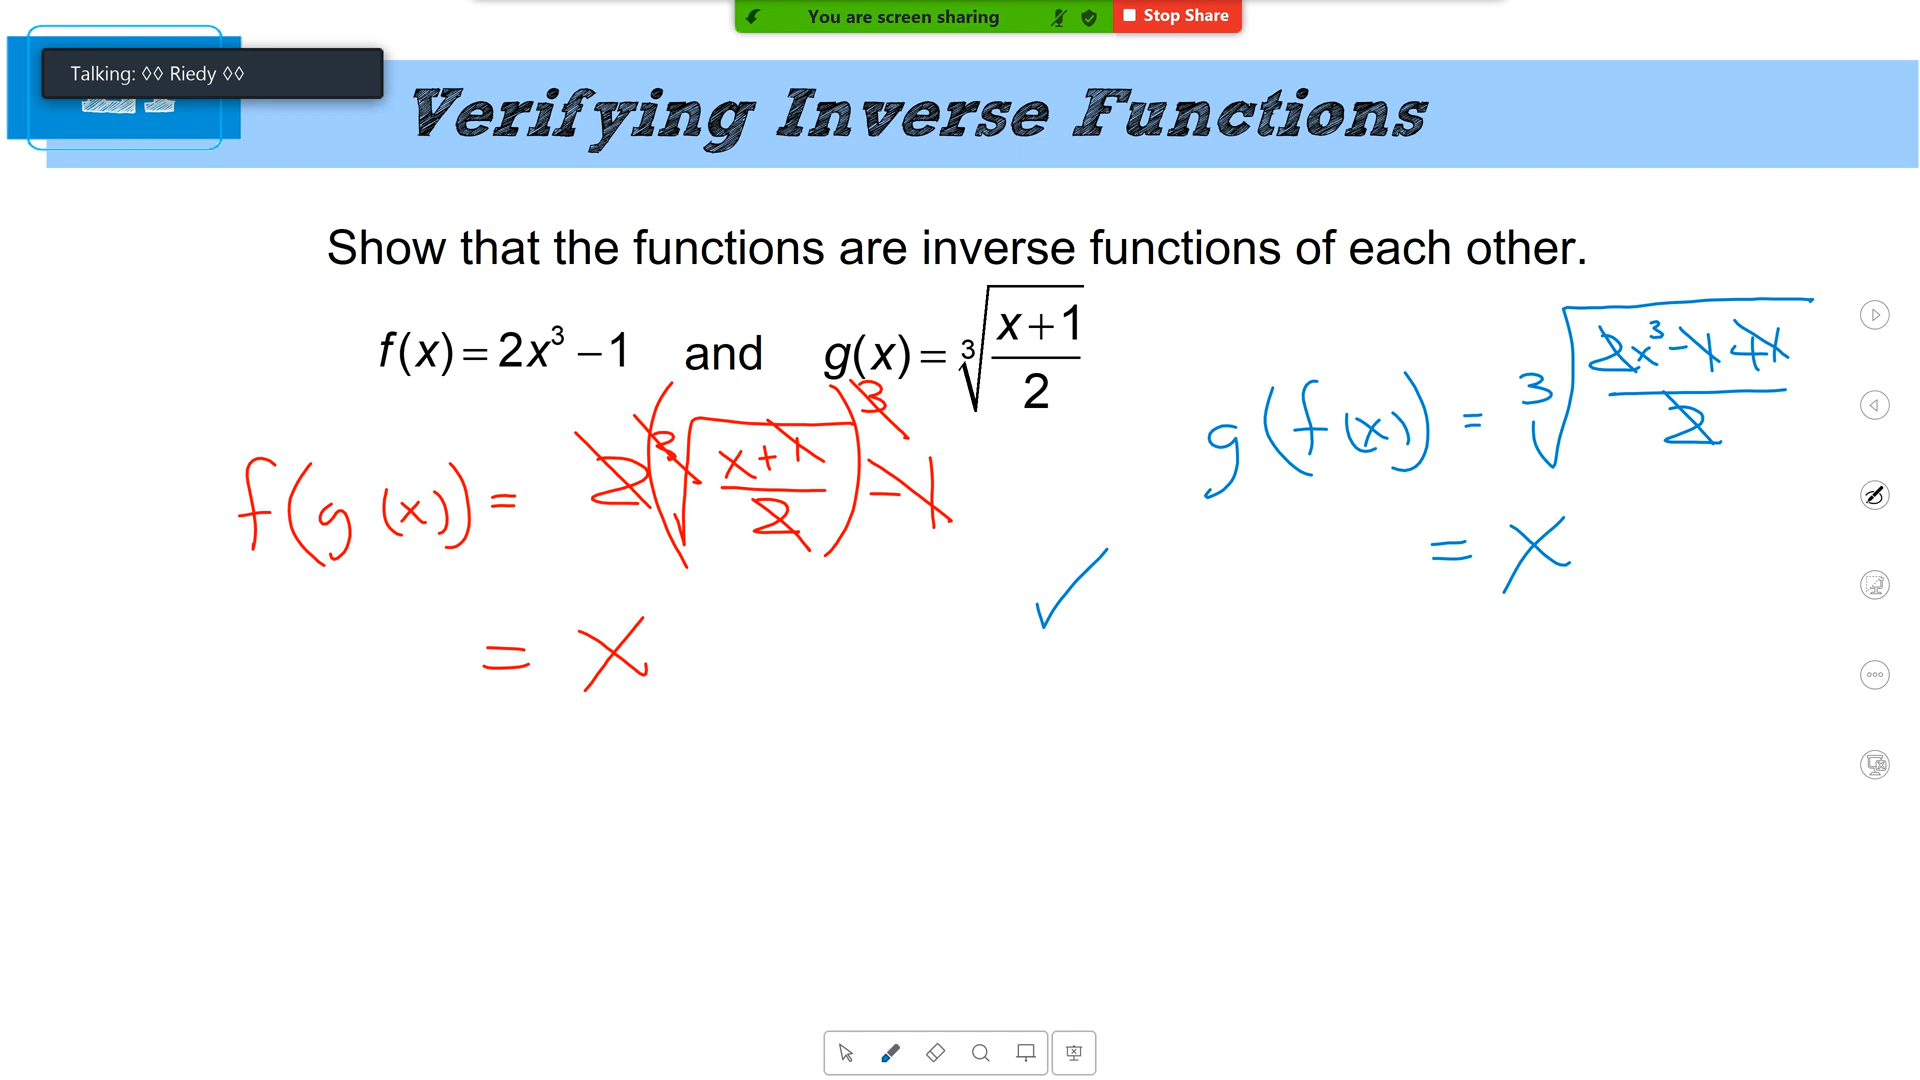 You are screen sharing
Stop Share
Talking: ◊◊ Riedy ◊◊
Verifying Inverse Functions
Show that the functions are inverse functions of each other.
f(x) = 2x³ − 1 and g(x) = ∛((x+1)/2)
f(g(x)) = 2(∛((x+1)/2))³ − 1
= x
g(f(x)) = ∛((2x³ − 1 + 1)/2)
= x